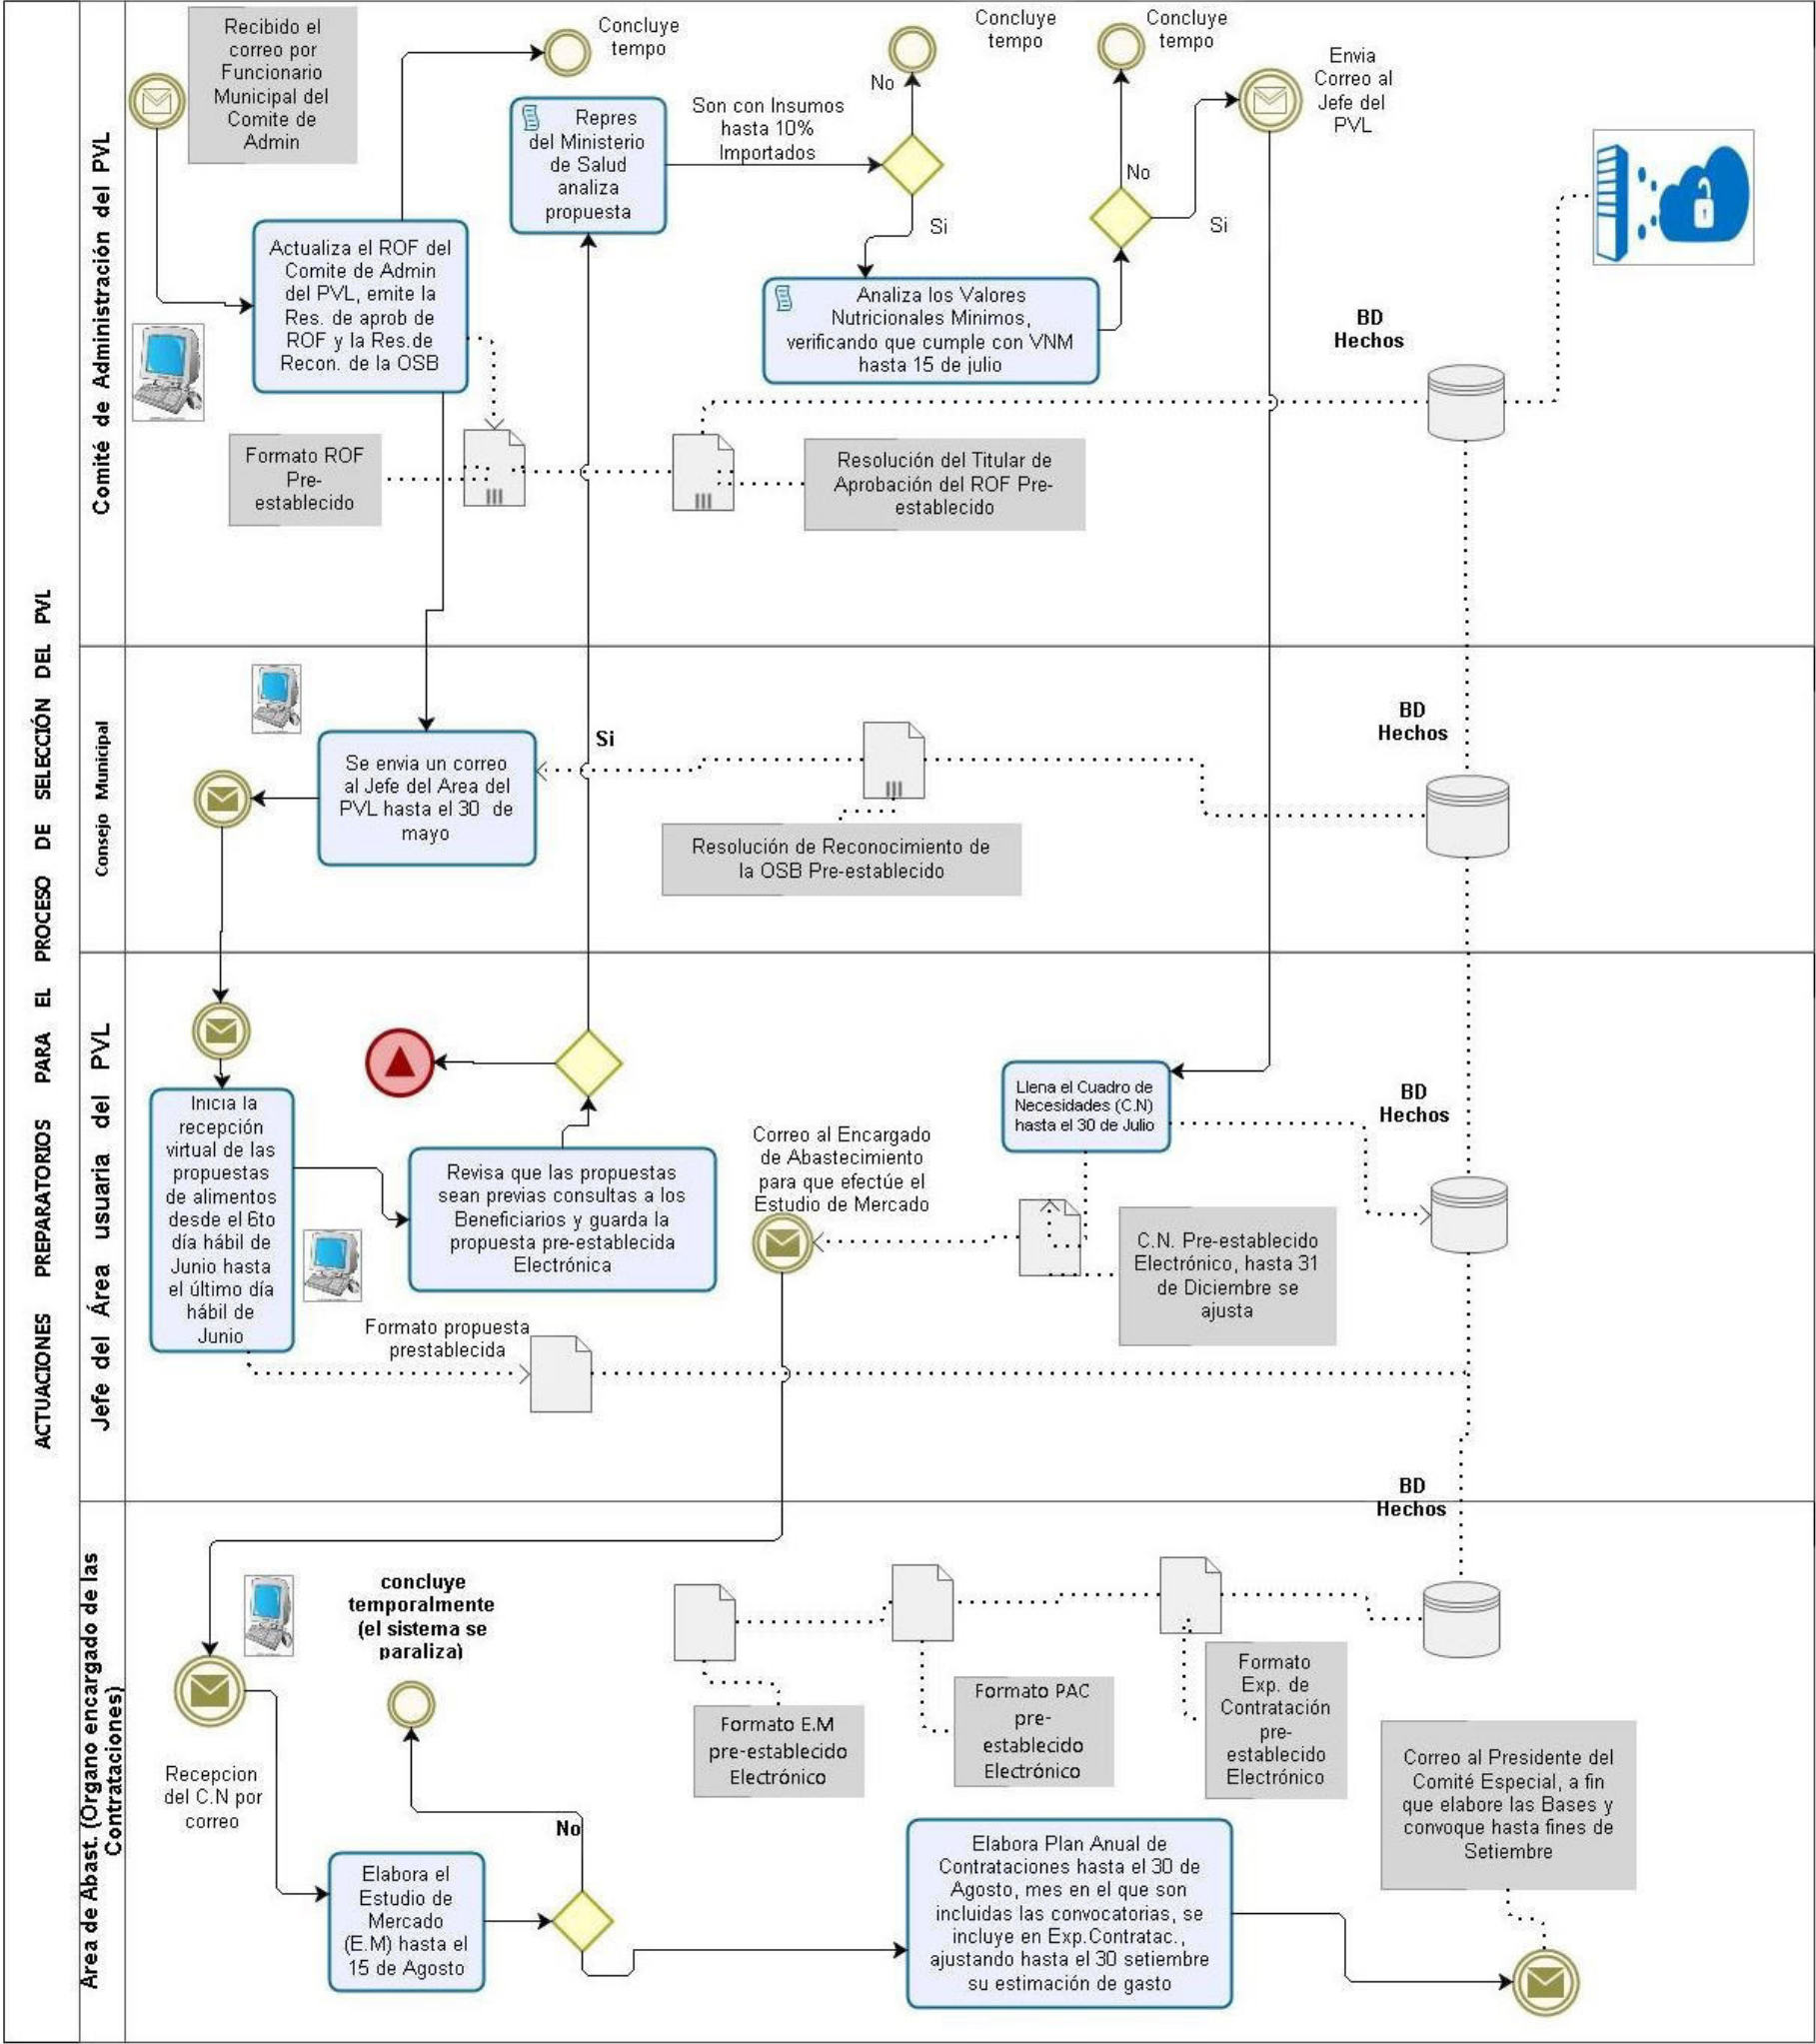 ACTUACIONES PREPARATORIOS PARA EL PROCESO DE SELECCIÓN DEL PVL
Comité de Administración del PVL
Recibido el
correo por
Funcionario
Municipal del
Comite de
Admin
Concluye
tempo
Concluye
tempo
Concluye
tempo
Envia
Correo al
Jefe del
PVL
Repres
del Ministerio
de Salud
analiza
propuesta
Son con Insumos
hasta 10%
Importados
No
Si
No
Si
Actualiza el ROF del
Comite de Admin
del PVL, emite la
Res. de aprob de
ROF y la Res.de
Recon. de la OSB
Analiza los Valores
Nutricionales Minimos,
verificando que cumple con VNM
hasta 15 de julio
BD
Hechos
Formato ROF
Pre-
establecido
Resolución del Titular de
Aprobación del ROF Pre-
establecido
Consejo Municipal
Se envia un correo
al Jefe del Area del
PVL hasta el 30 de
mayo
Si
BD
Hechos
Resolución de Reconocimiento de
la OSB Pre-establecido
Jefe del Área usuaria del PVL
Inicia la
recepción
virtual de las
propuestas
de alimentos
desde el 6to
día hábil de
Junio hasta
el último día
hábil de
Junio
Revisa que las propuestas
sean previas consultas a los
Beneficiarios y guarda la
propuesta pre-establecida
Electrónica
Llena el Cuadro de
Necesidades (C.N)
hasta el 30 de Julio
BD
Hechos
Correo al Encargado
de Abastecimiento
para que efectúe el
Estudio de Mercado
C.N. Pre-establecido
Electrónico, hasta 31
de Diciembre se
ajusta
Formato propuesta
prestablecida
Area de Abast. (Organo encargado de las
Contrataciones)
BD
Hechos
concluye
temporalmente
(el sistema se
paraliza)
Recepcion
del C.N por
correo
Formato E.M
pre-establecido
Electrónico
Formato PAC
pre-
establecido
Electrónico
Formato
Exp. de
Contratación
pre-
establecido
Electrónico
Correo al Presidente del
Comité Especial, a fin
que elabore las Bases y
convoque hasta fines de
Setiembre
No
Elabora el
Estudio de
Mercado
(E.M) hasta el
15 de Agosto
Elabora Plan Anual de
Contrataciones hasta el 30 de
Agosto, mes en el que son
incluidas las convocatorias, se
incluye en Exp.Contratac.,
ajustando hasta el 30 setiembre
su estimación de gasto